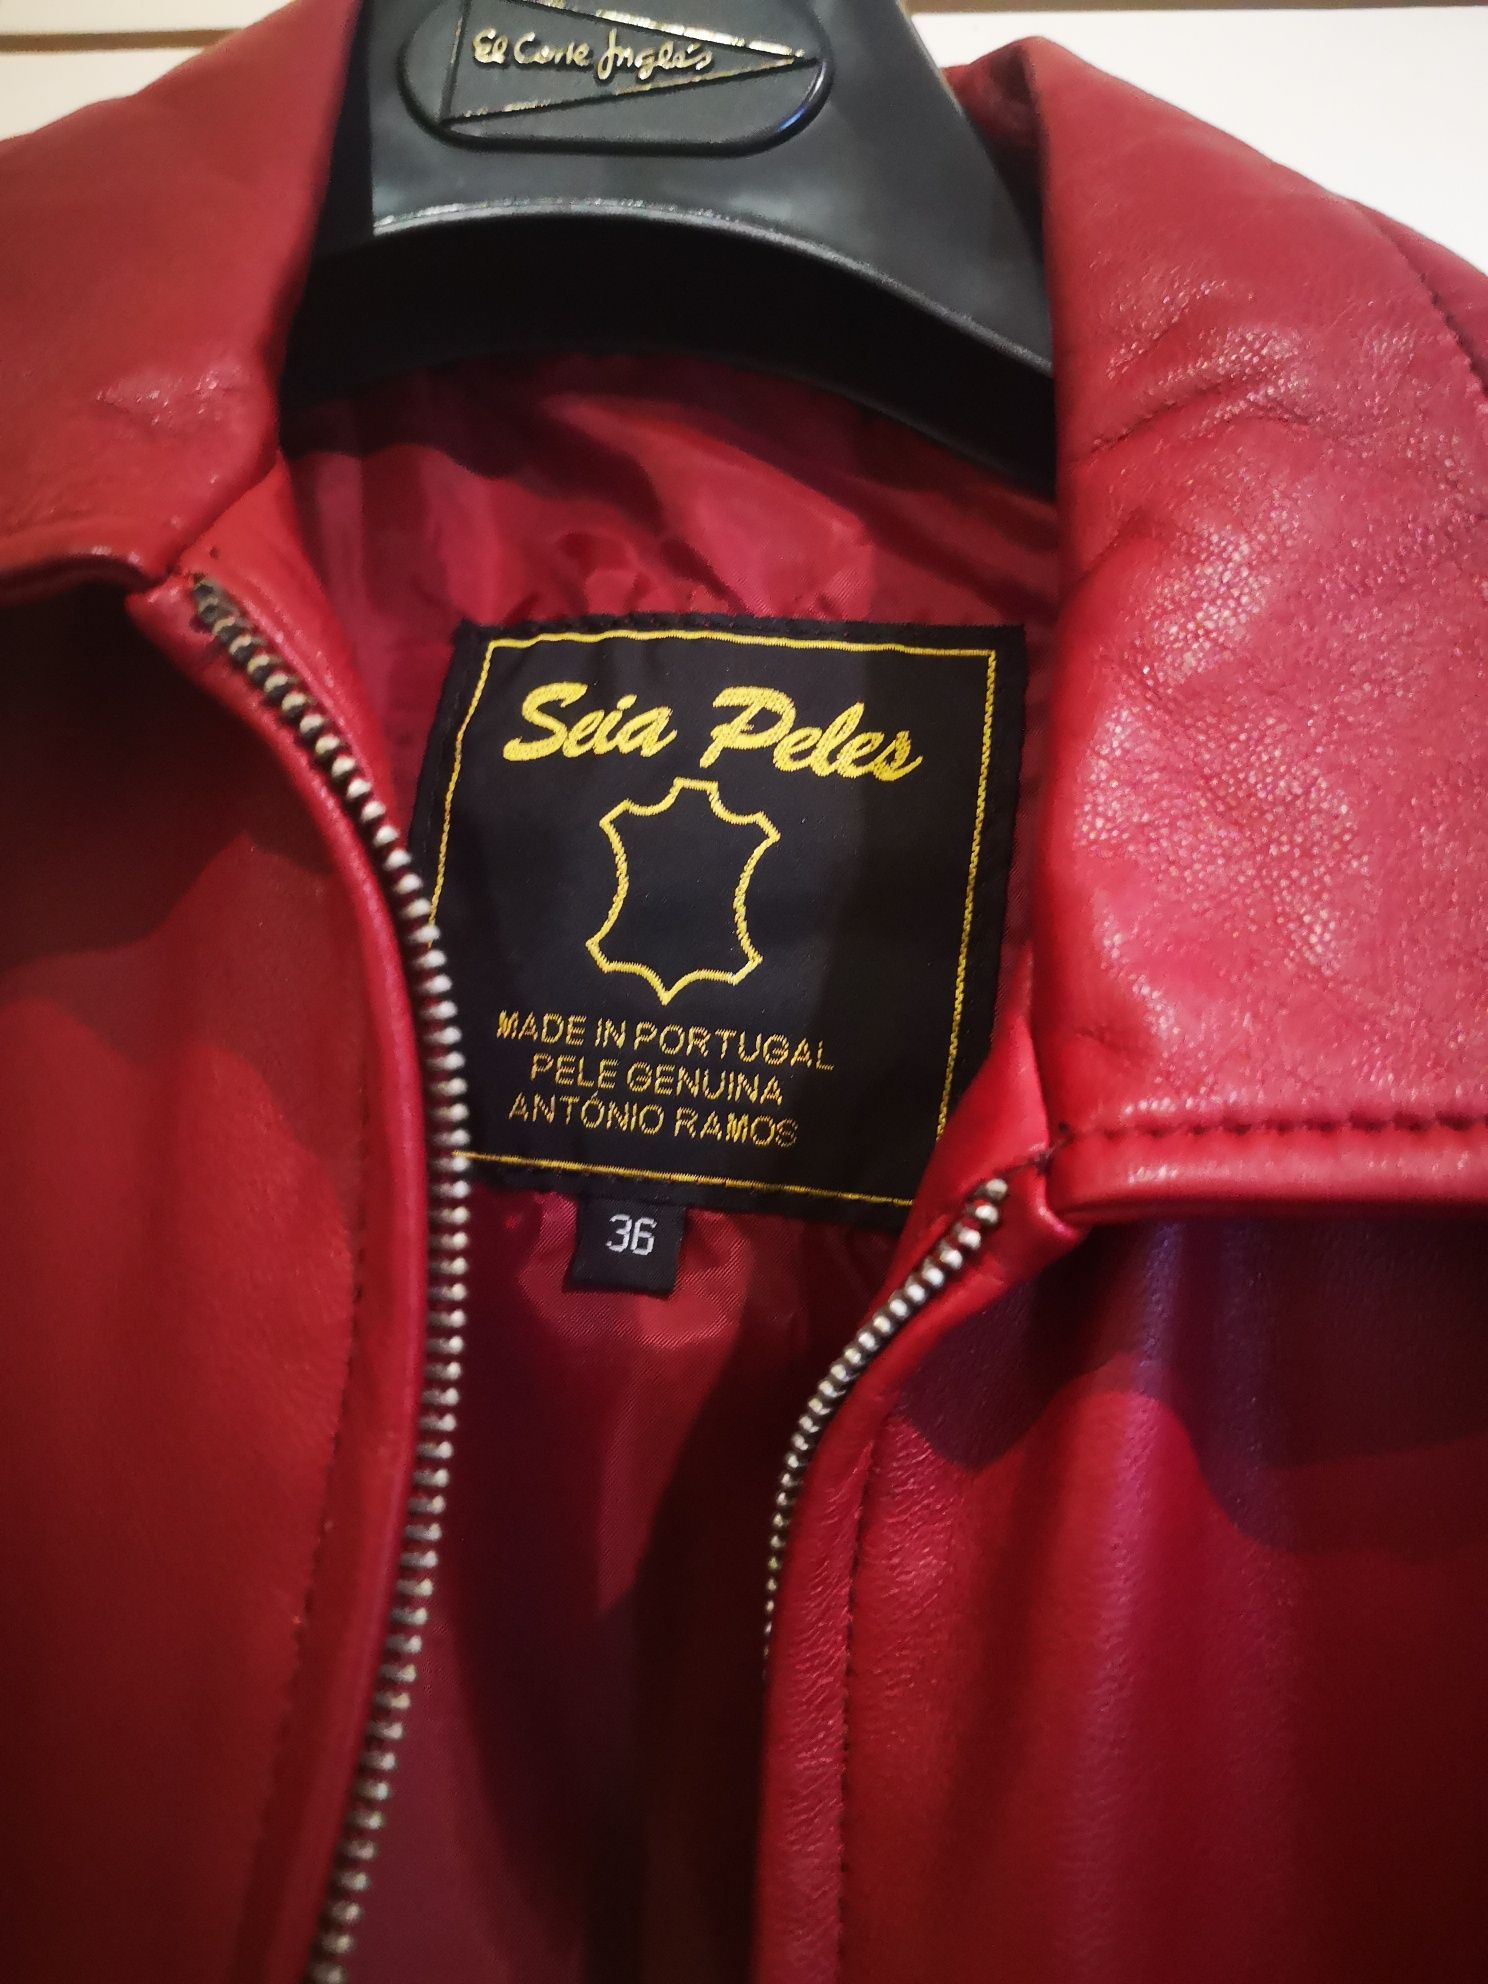 El Corte Inglés
Seia Peles
MADE IN PORTUGAL
PELE GENUINA
ANTÓNIO RAMOS
36